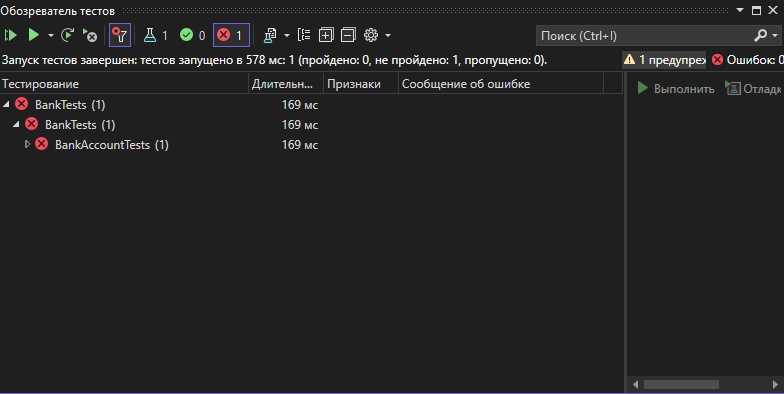 Обозреватель тестов
1 0 1 Поиск (Ctrl+I)
Запуск тестов завершен: тестов запущено в 578 мс: 1 (пройдено: 0, не пройдено: 1, пропущено: 0). 1 предупреж Ошибок: 0
Тестирование Длительн... Признаки Сообщение об ошибке
Выполнить Отладк
BankTests (1) 169 мс
BankTests (1) 169 мс
BankAccountTests (1) 169 мс